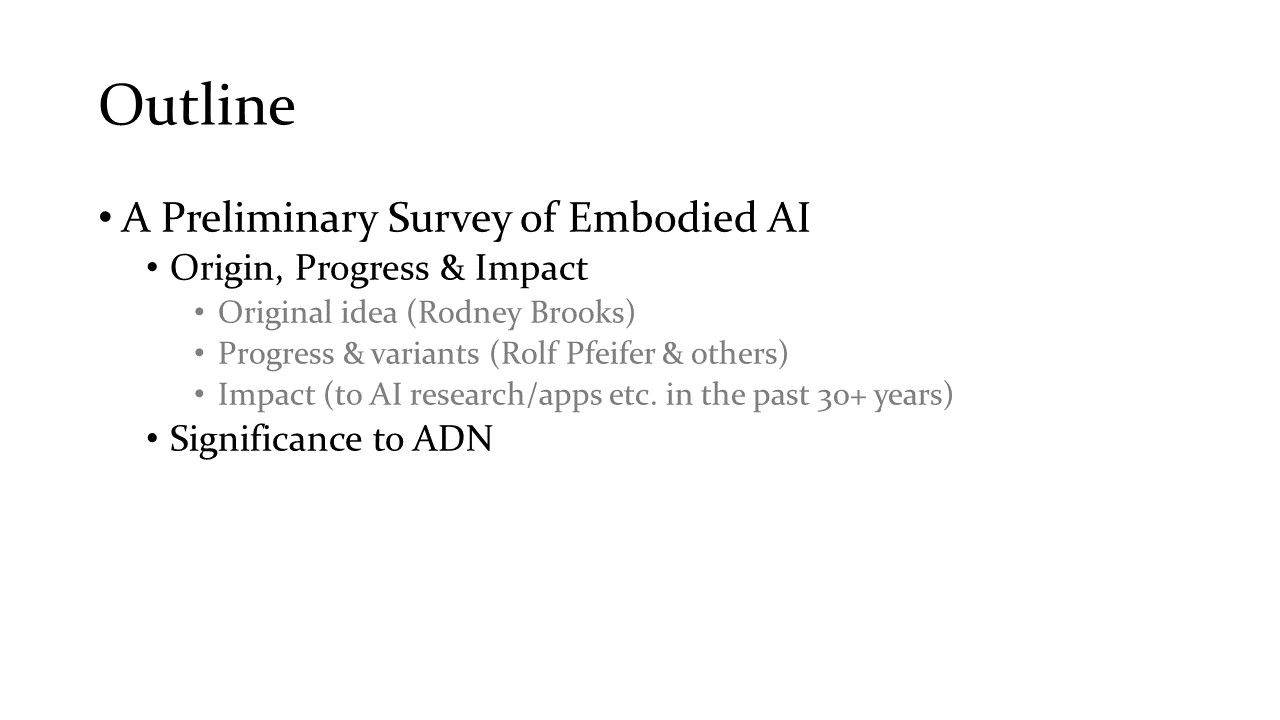 Outline
• A Preliminary Survey of Embodied AI
• Origin, Progress & Impact
• Original idea (Rodney Brooks)
• Progress & variants (Rolf Pfeifer & others)
• Impact (to AI research/apps etc. in the past 30+ years)
• Significance to ADN